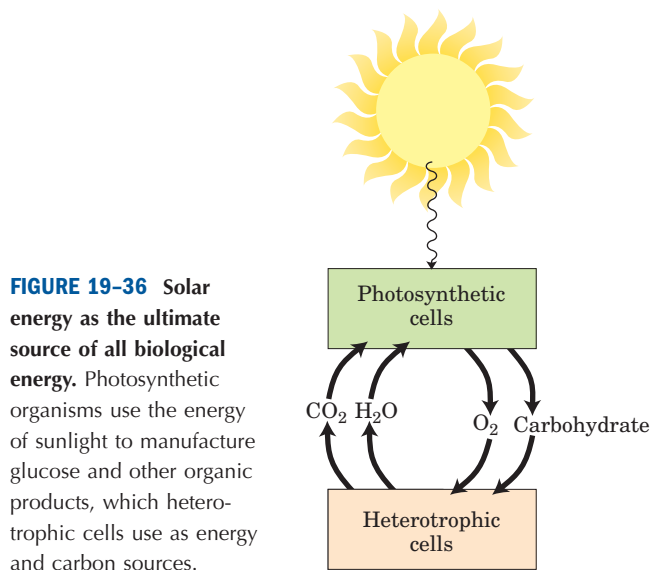 FIGURE 19–36 Solar
energy as the ultimate
source of all biological
energy. Photosynthetic
organisms use the energy
of sunlight to manufacture
glucose and other organic
products, which hetero-
trophic cells use as energy
and carbon sources.
Photosynthetic
cells
CO₂ H₂O O₂ Carbohydrate
Heterotrophic
cells